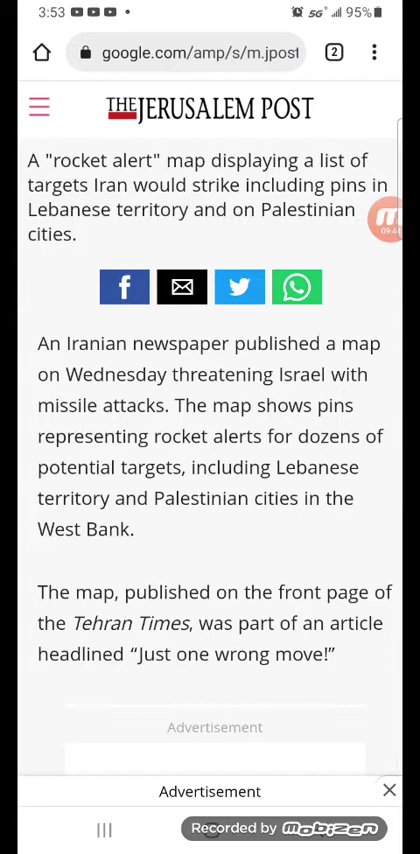 3:53
5G+ 95%
google.com/amp/s/m.jpost
2
THE JERUSALEM POST
A "rocket alert" map displaying a list of
targets Iran would strike including pins in
Lebanese territory and on Palestinian
cities.
09:41
An Iranian newspaper published a map
on Wednesday threatening Israel with
missile attacks. The map shows pins
representing rocket alerts for dozens of
potential targets, including Lebanese
territory and Palestinian cities in the
West Bank.
The map, published on the front page of
the Tehran Times, was part of an article
headlined “Just one wrong move!”
Advertisement
Advertisement
Recorded by mobizen